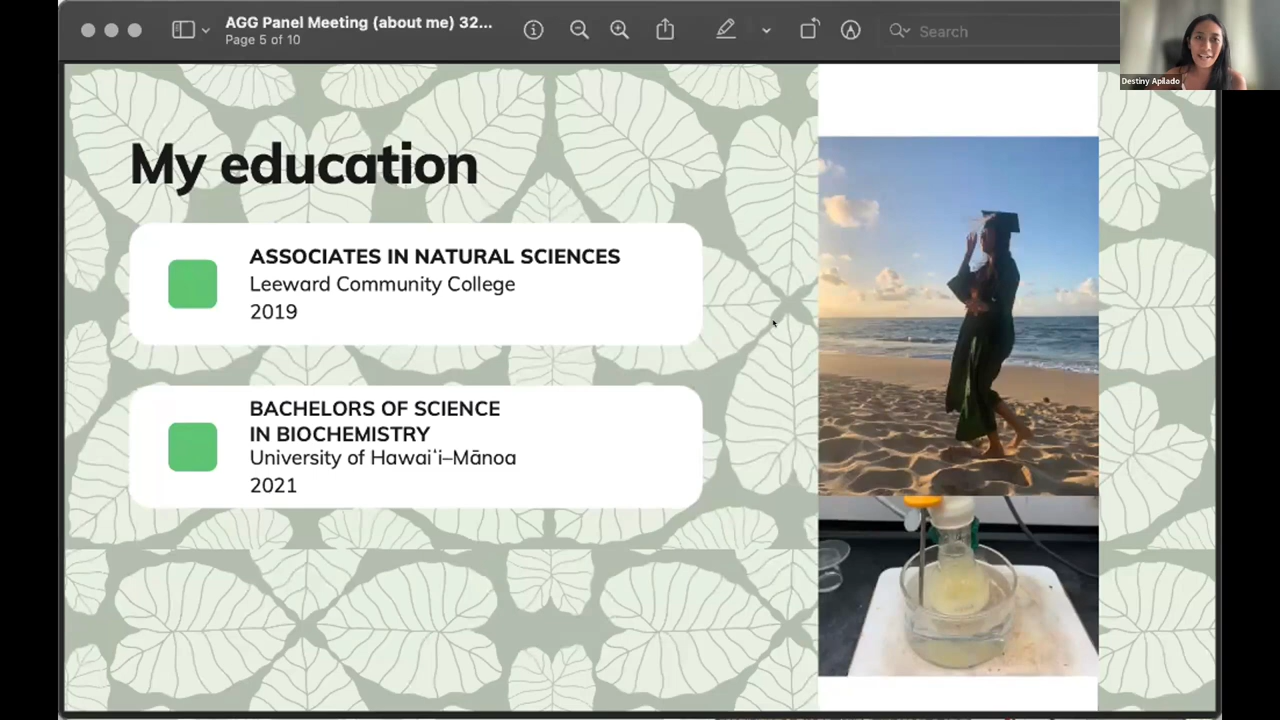 AGG Panel Meeting (about me) 32...
Page 5 of 10
Search
Destiny Apilado
My education
ASSOCIATES IN NATURAL SCIENCES
Leeward Community College
2019
BACHELORS OF SCIENCE
IN BIOCHEMISTRY
University of Hawaiʻi–Mānoa
2021